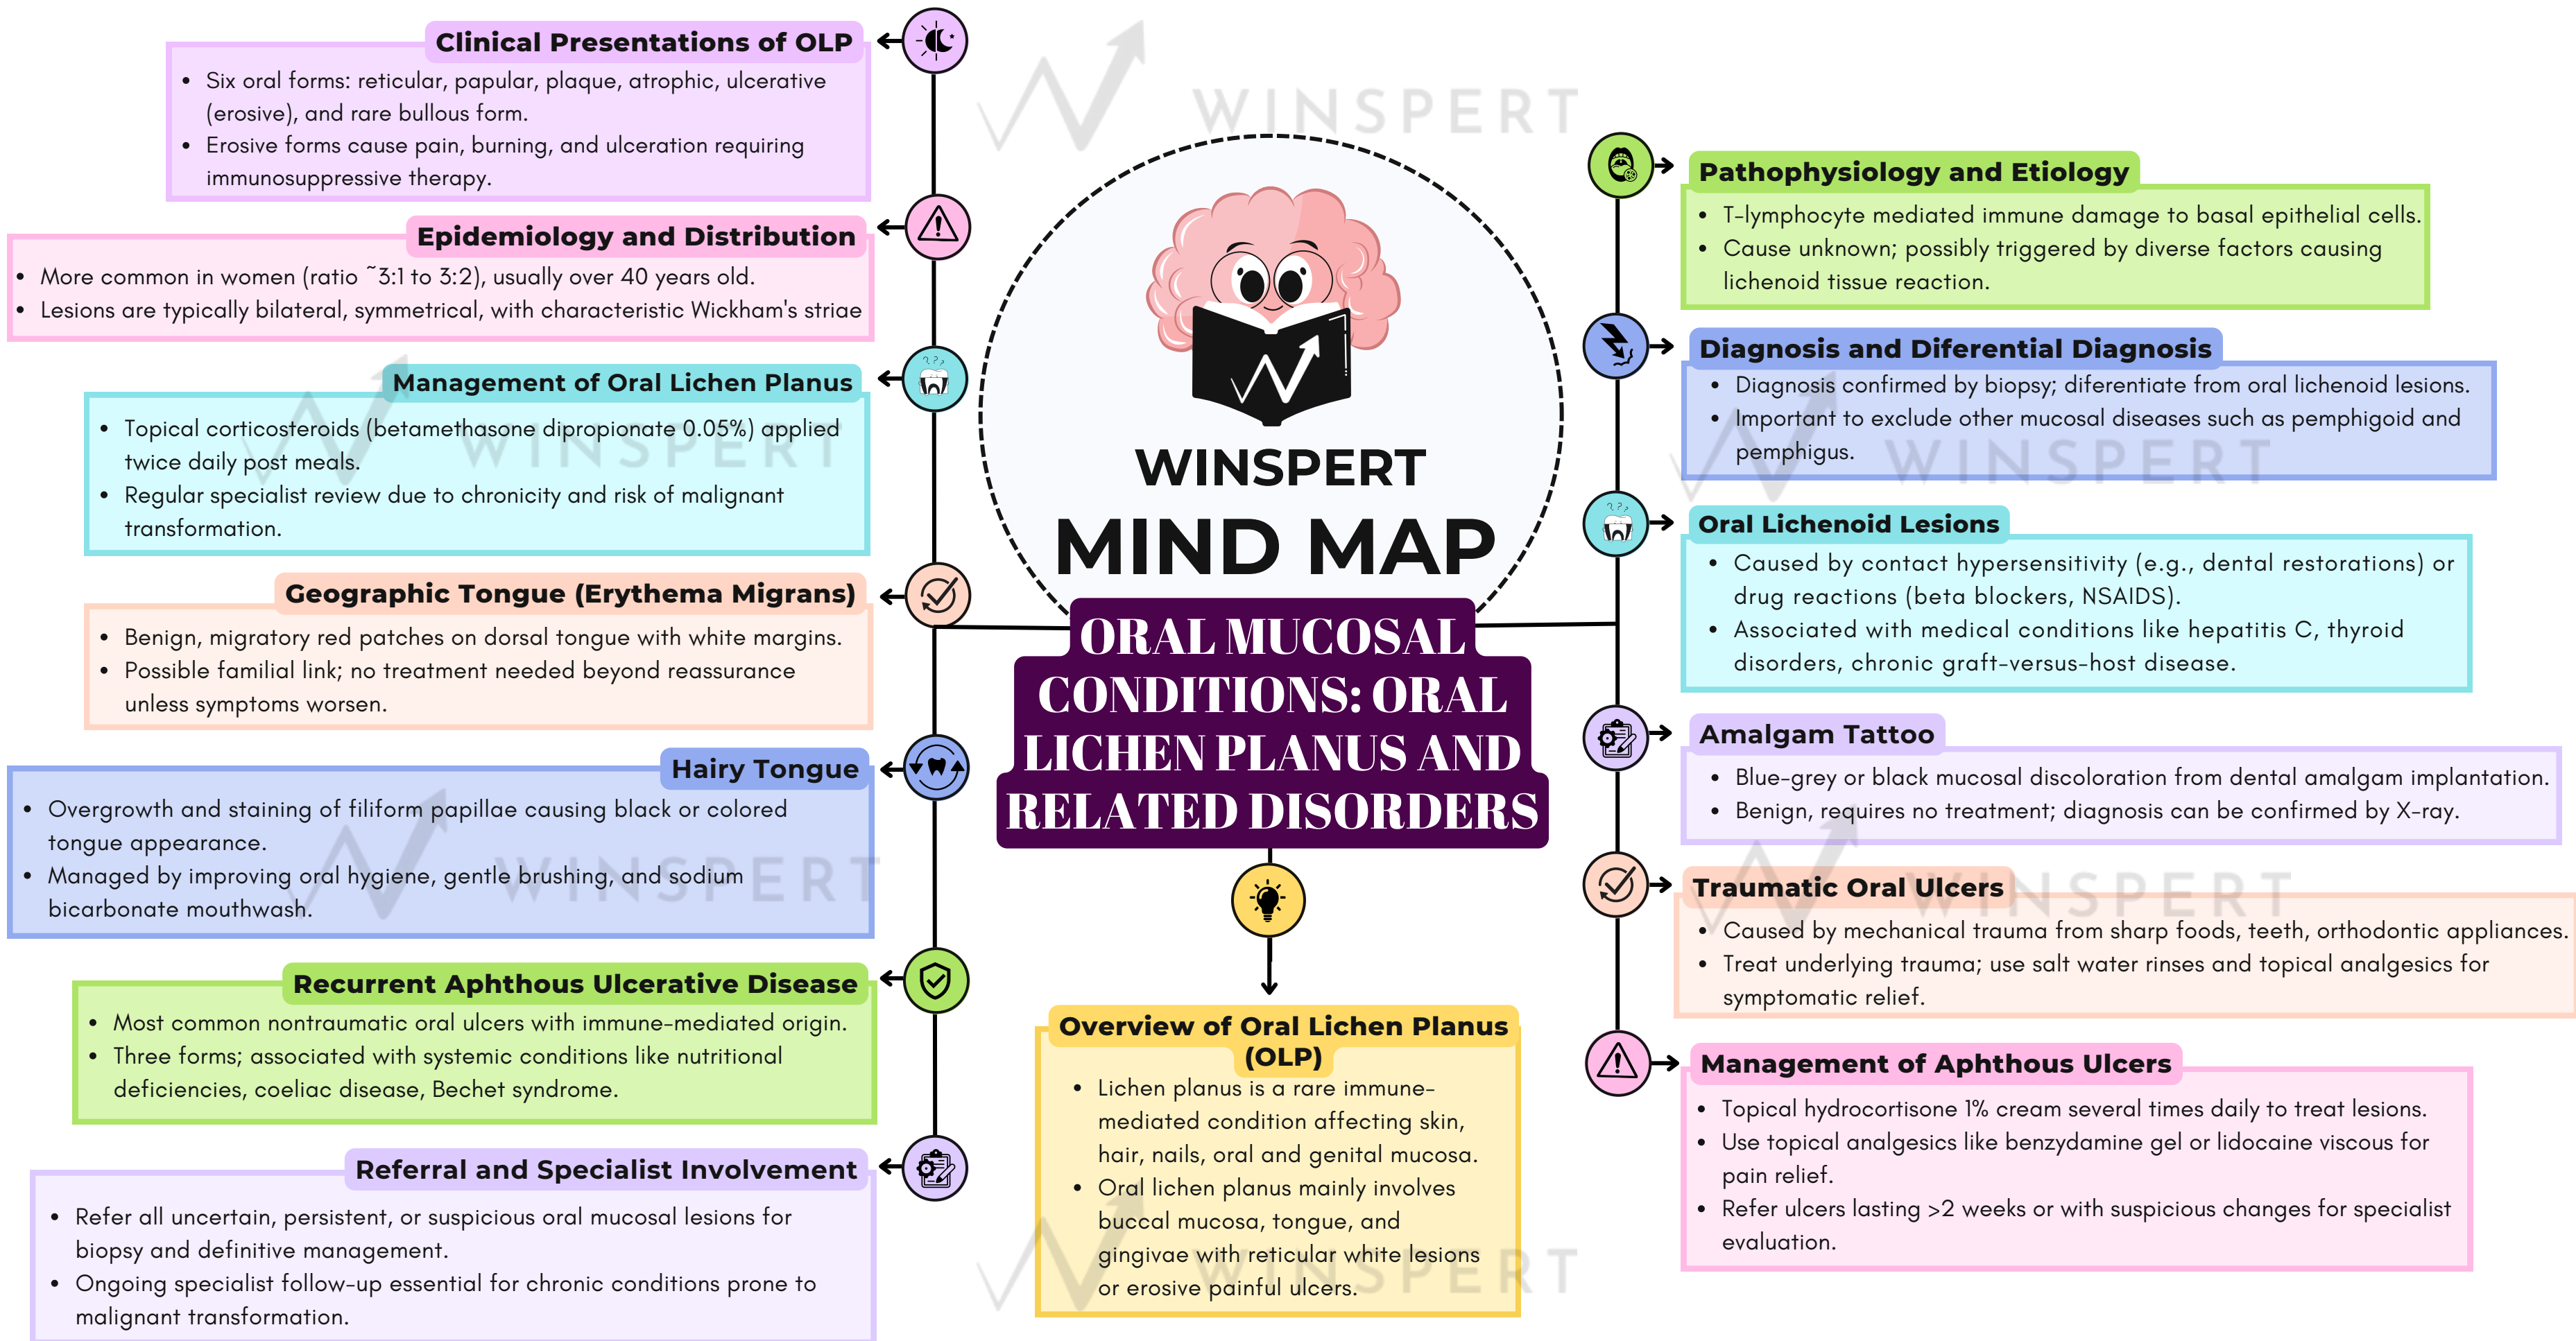 WINSPERT
MIND MAP
ORAL MUCOSAL
CONDITIONS: ORAL
LICHEN PLANUS AND
RELATED DISORDERS
Clinical Presentations of OLP
• Six oral forms: reticular, papular, plaque, atrophic, ulcerative
(erosive), and rare bullous form.
• Erosive forms cause pain, burning, and ulceration requiring
immunosuppressive therapy.
Epidemiology and Distribution
• More common in women (ratio ~3:1 to 3:2), usually over 40 years old.
• Lesions are typically bilateral, symmetrical, with characteristic Wickham's striae
Management of Oral Lichen Planus
• Topical corticosteroids (betamethasone dipropionate 0.05%) applied
twice daily post meals.
• Regular specialist review due to chronicity and risk of malignant
transformation.
Geographic Tongue (Erythema Migrans)
• Benign, migratory red patches on dorsal tongue with white margins.
• Possible familial link; no treatment needed beyond reassurance
unless symptoms worsen.
Hairy Tongue
• Overgrowth and staining of filiform papillae causing black or colored
tongue appearance.
• Managed by improving oral hygiene, gentle brushing, and sodium
bicarbonate mouthwash.
Recurrent Aphthous Ulcerative Disease
• Most common nontraumatic oral ulcers with immune-mediated origin.
• Three forms; associated with systemic conditions like nutritional
deficiencies, coeliac disease, Bechet syndrome.
Referral and Specialist Involvement
• Refer all uncertain, persistent, or suspicious oral mucosal lesions for
biopsy and definitive management.
• Ongoing specialist follow-up essential for chronic conditions prone to
malignant transformation.
Overview of Oral Lichen Planus
(OLP)
• Lichen planus is a rare immune-
mediated condition affecting skin,
hair, nails, oral and genital mucosa.
• Oral lichen planus mainly involves
buccal mucosa, tongue, and
gingivae with reticular white lesions
or erosive painful ulcers.
Pathophysiology and Etiology
• T-lymphocyte mediated immune damage to basal epithelial cells.
• Cause unknown; possibly triggered by diverse factors causing
lichenoid tissue reaction.
Diagnosis and Diferential Diagnosis
• Diagnosis confirmed by biopsy; diferentiate from oral lichenoid lesions.
• Important to exclude other mucosal diseases such as pemphigoid and
pemphigus.
Oral Lichenoid Lesions
• Caused by contact hypersensitivity (e.g., dental restorations) or
drug reactions (beta blockers, NSAIDS).
• Associated with medical conditions like hepatitis C, thyroid
disorders, chronic graft-versus-host disease.
Amalgam Tattoo
• Blue-grey or black mucosal discoloration from dental amalgam implantation.
• Benign, requires no treatment; diagnosis can be confirmed by X-ray.
Traumatic Oral Ulcers
• Caused by mechanical trauma from sharp foods, teeth, orthodontic appliances.
• Treat underlying trauma; use salt water rinses and topical analgesics for
symptomatic relief.
Management of Aphthous Ulcers
• Topical hydrocortisone 1% cream several times daily to treat lesions.
• Use topical analgesics like benzydamine gel or lidocaine viscous for
pain relief.
• Refer ulcers lasting >2 weeks or with suspicious changes for specialist
evaluation.
WINSPERT
WINSPERT
WINSPERT
WINSPERT
WINSPERT
WINSPERT